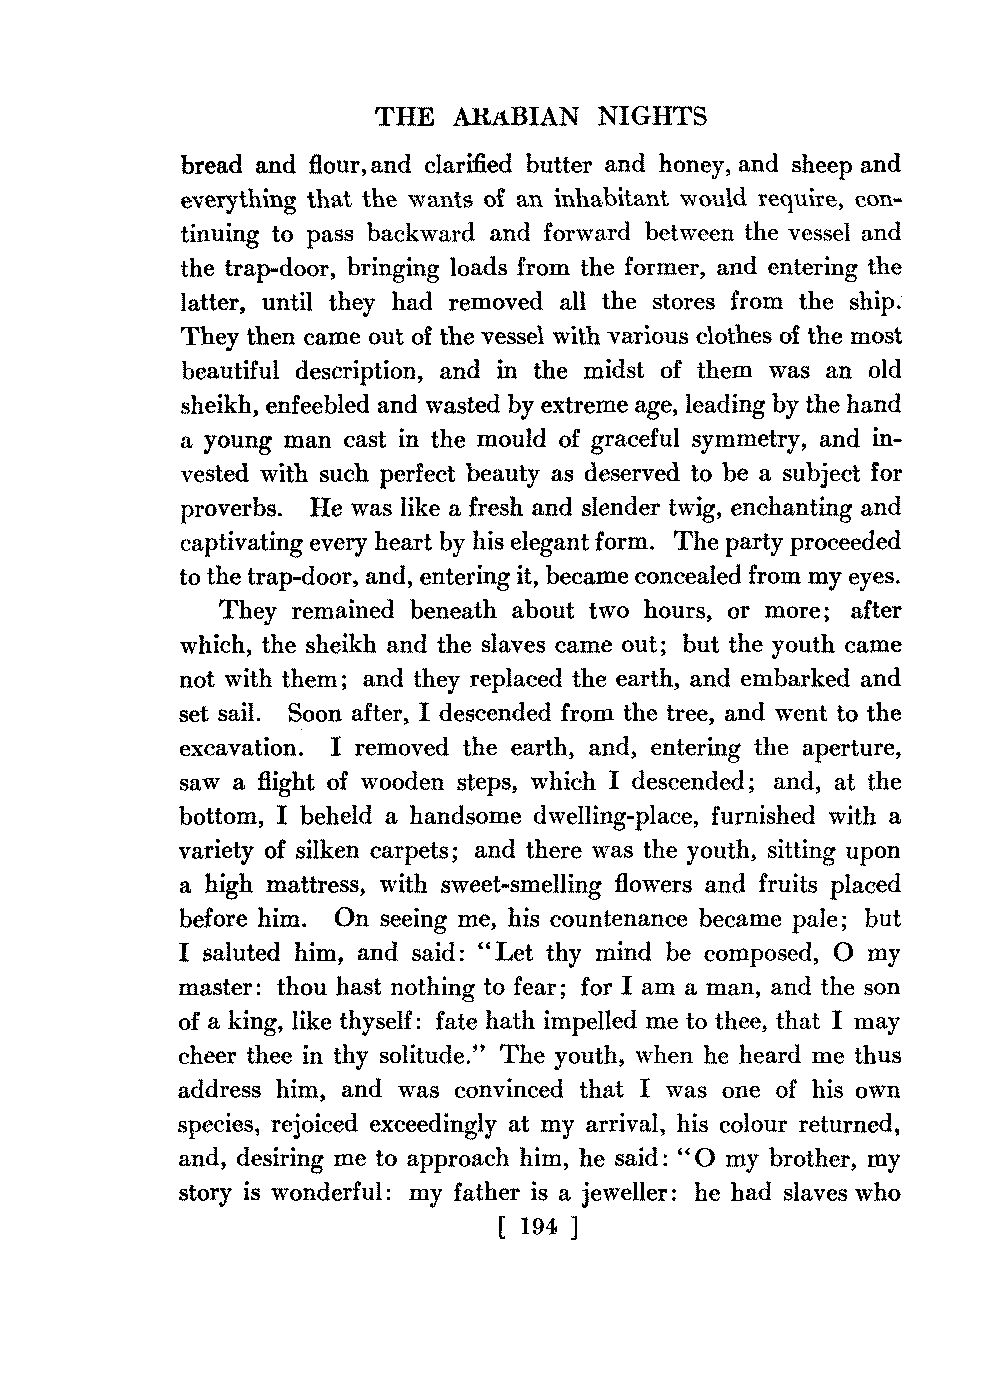 THE ARABIAN NIGHTS
bread and flour, and clarified butter and honey, and sheep and
everything that the wants of an inhabitant would require, con-
tinuing to pass backward and forward between the vessel and
the trap-door, bringing loads from the former, and entering the
latter, until they had removed all the stores from the ship.
They then came out of the vessel with various clothes of the most
beautiful description, and in the midst of them was an old
sheikh, enfeebled and wasted by extreme age, leading by the hand
a young man cast in the mould of graceful symmetry, and in-
vested with such perfect beauty as deserved to be a subject for
proverbs. He was like a fresh and slender twig, enchanting and
captivating every heart by his elegant form. The party proceeded
to the trap-door, and, entering it, became concealed from my eyes.
They remained beneath about two hours, or more; after
which, the sheikh and the slaves came out; but the youth came
not with them; and they replaced the earth, and embarked and
set sail. Soon after, I descended from the tree, and went to the
excavation. I removed the earth, and, entering the aperture,
saw a flight of wooden steps, which I descended; and, at the
bottom, I beheld a handsome dwelling-place, furnished with a
variety of silken carpets; and there was the youth, sitting upon
a high mattress, with sweet-smelling flowers and fruits placed
before him. On seeing me, his countenance became pale; but
I saluted him, and said: "Let thy mind be composed, O my
master: thou hast nothing to fear; for I am a man, and the son
of a king, like thyself: fate hath impelled me to thee, that I may
cheer thee in thy solitude." The youth, when he heard me thus
address him, and was convinced that I was one of his own
species, rejoiced exceedingly at my arrival, his colour returned,
and, desiring me to approach him, he said: "O my brother, my
story is wonderful: my father is a jeweller: he had slaves who
[ 194 ]